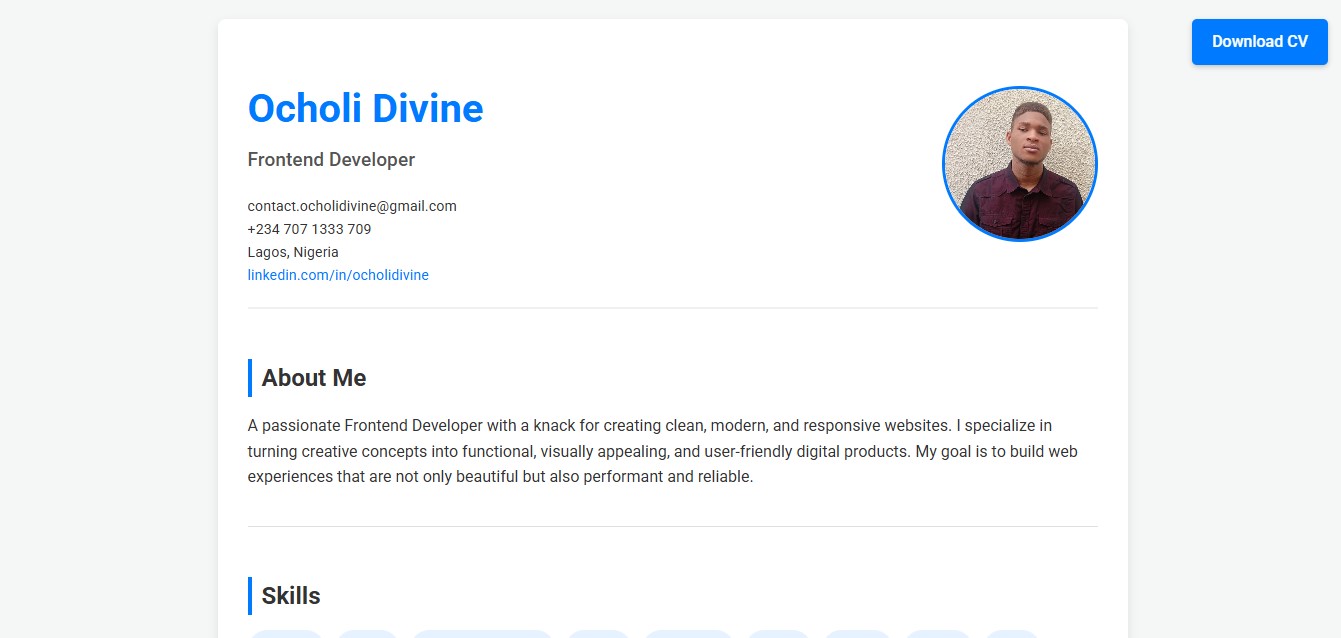 Download CV
Ocholi Divine
Frontend Developer
contact.ocholidivine@gmail.com
+234 707 1333 709
Lagos, Nigeria
linkedin.com/in/ocholidivine
About Me
A passionate Frontend Developer with a knack for creating clean, modern, and responsive websites. I specialize in
turning creative concepts into functional, visually appealing, and user-friendly digital products. My goal is to build web
experiences that are not only beautiful but also performant and reliable.
Skills